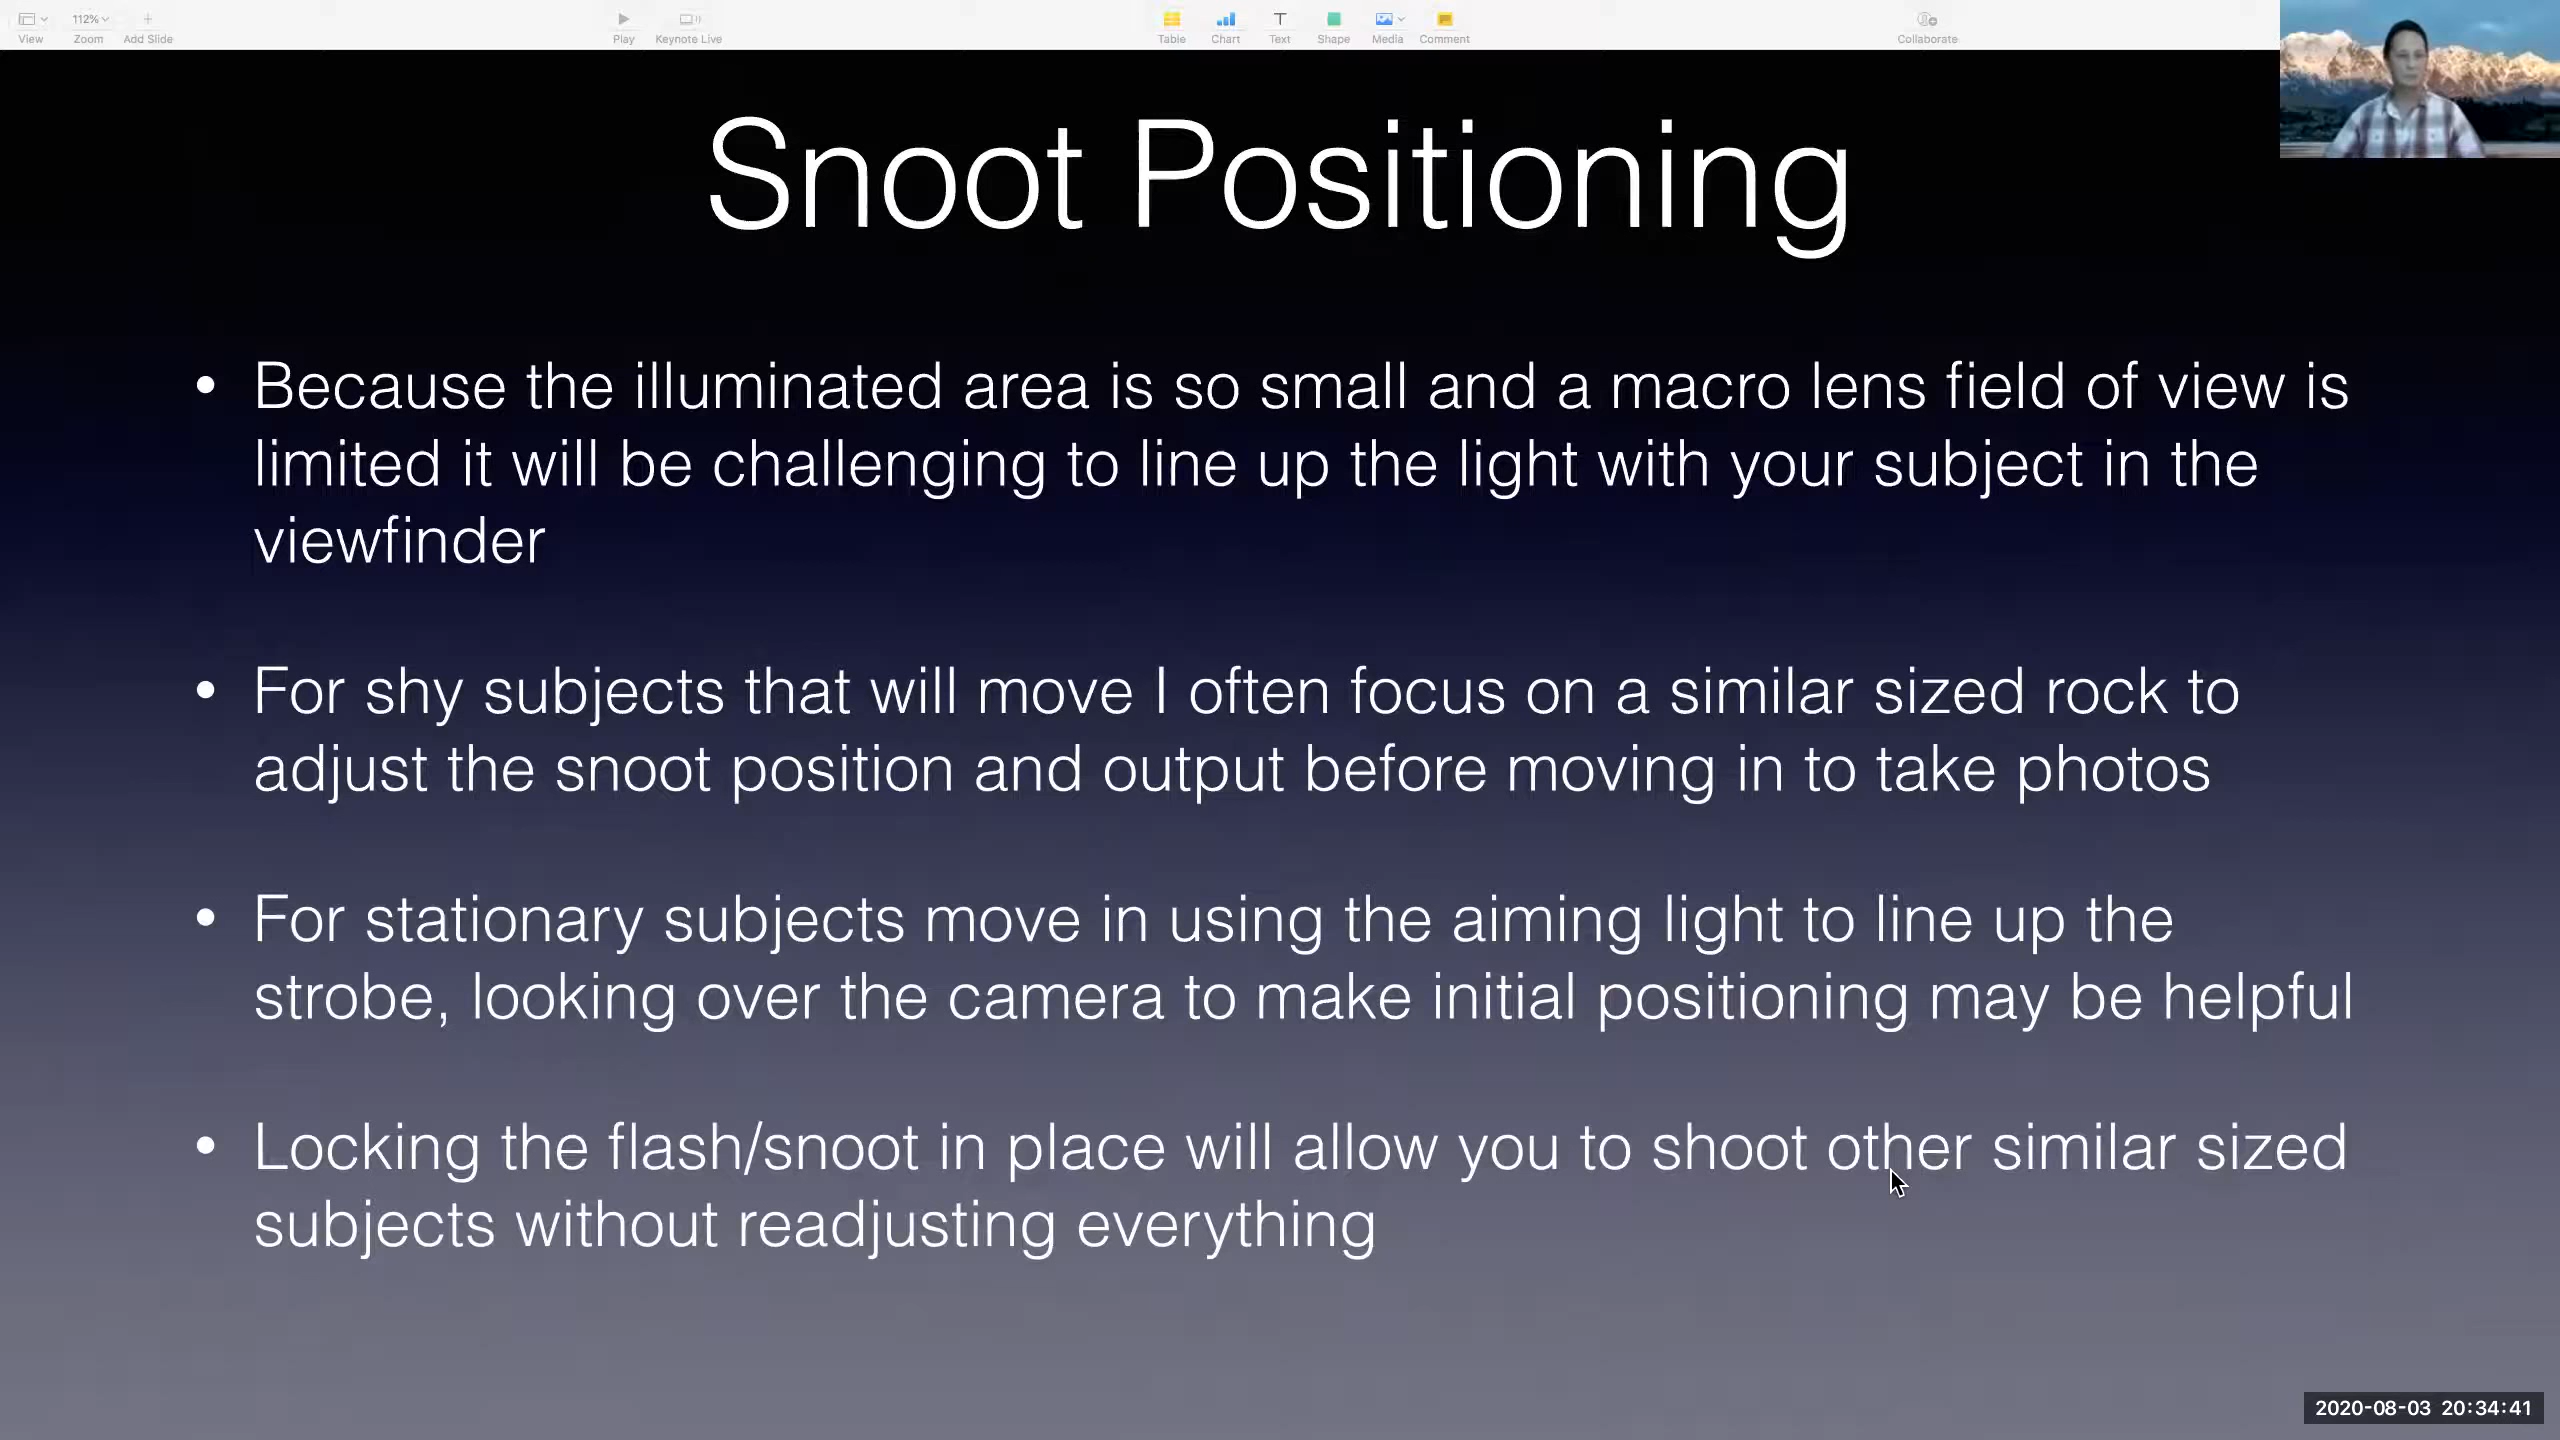 View
112%
Zoom
Add Slide
Play
Keynote Live
Table
Chart
Text
Shape
Media
Comment
Collaborate
Snoot Positioning
• Because the illuminated area is so small and a macro lens field of view is
limited it will be challenging to line up the light with your subject in the
viewfinder
• For shy subjects that will move I often focus on a similar sized rock to
adjust the snoot position and output before moving in to take photos
• For stationary subjects move in using the aiming light to line up the
strobe, looking over the camera to make initial positioning may be helpful
• Locking the flash/snoot in place will allow you to shoot other similar sized
subjects without readjusting everything
2020-08-03 20:34:41